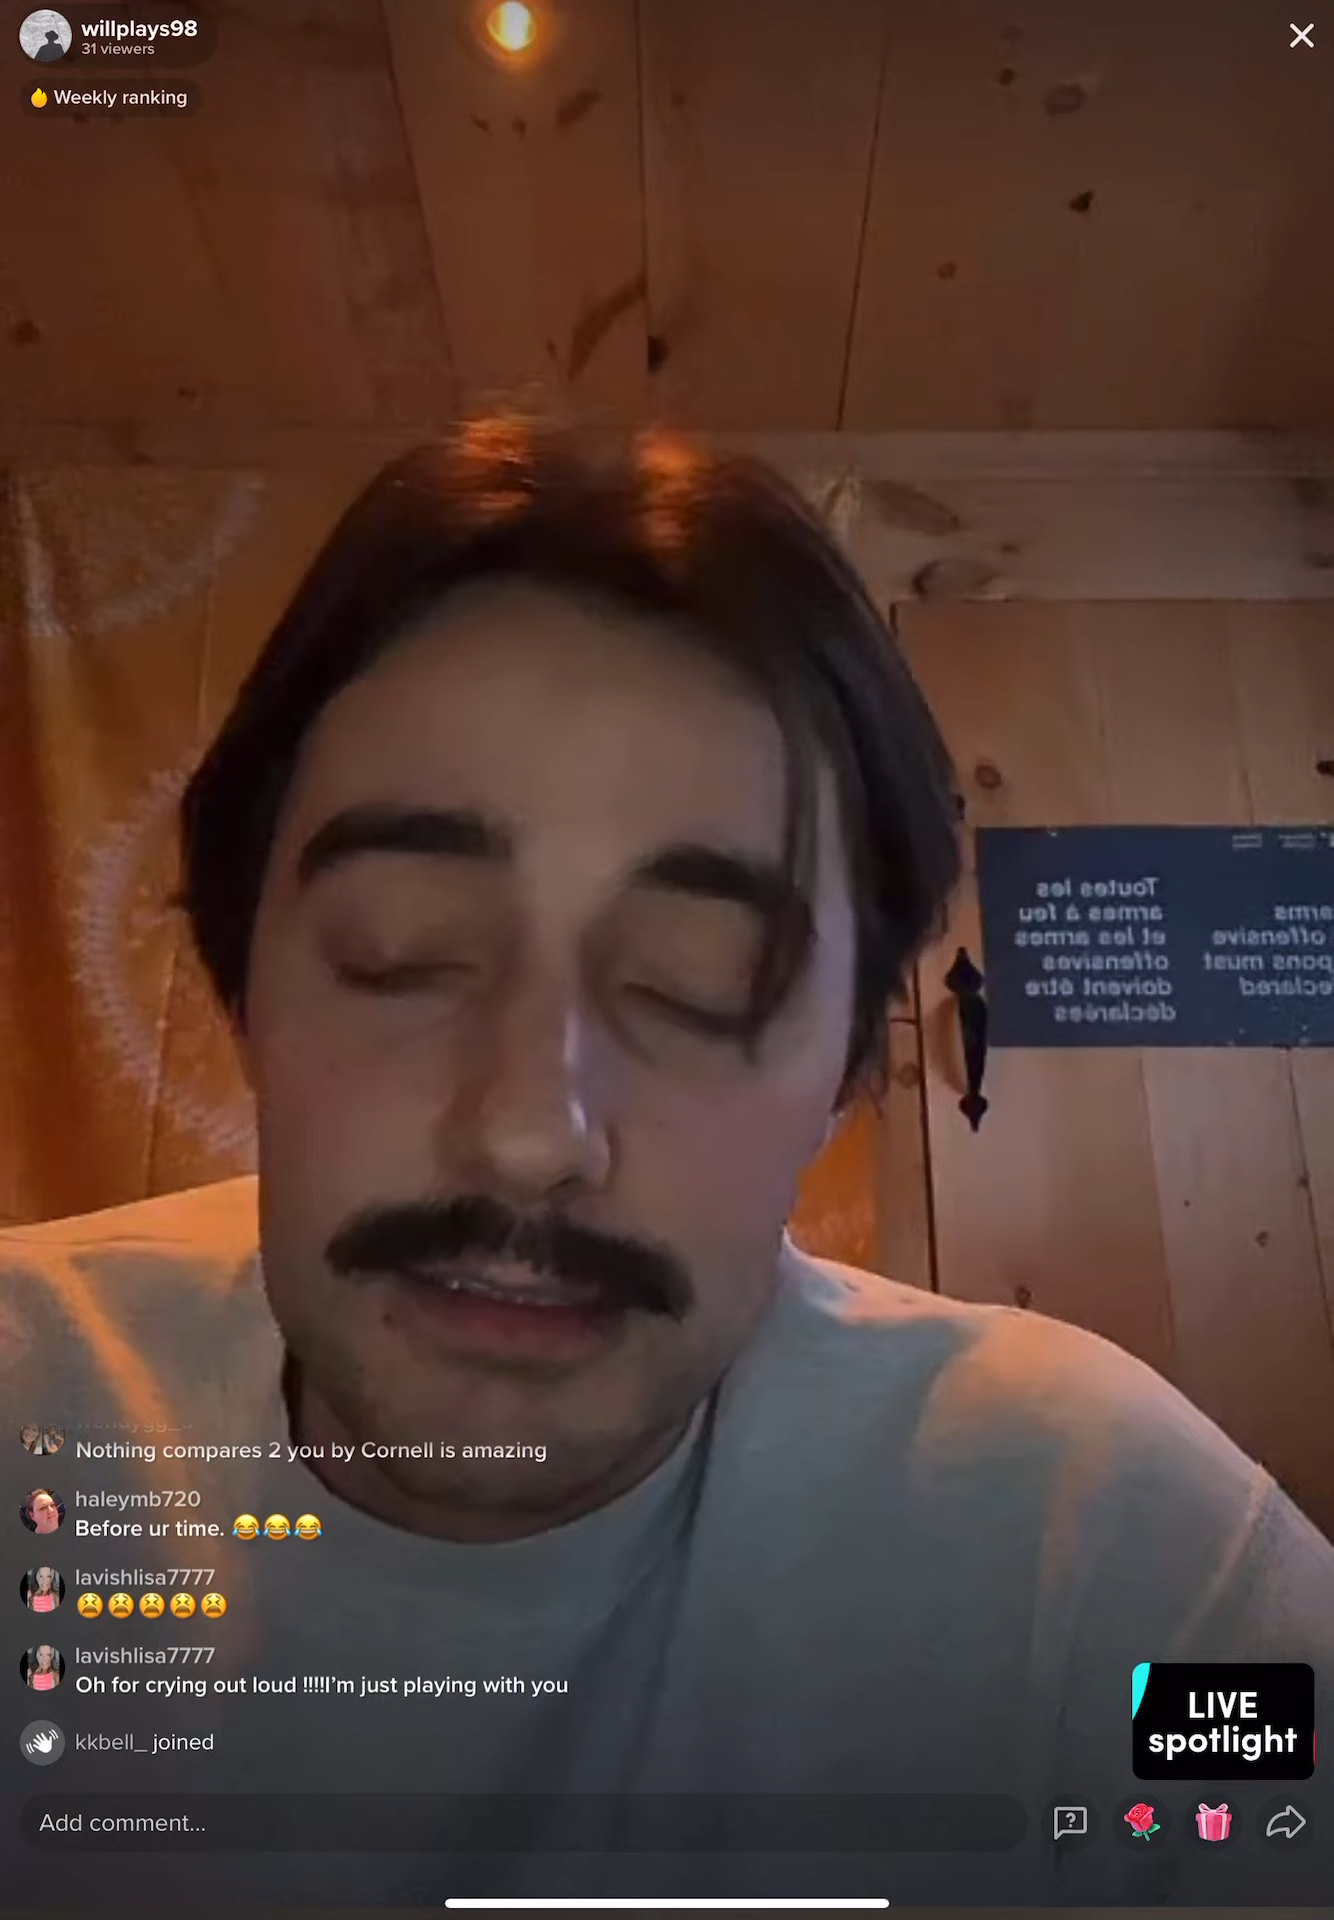 willplays98
31 viewers
Weekly ranking
Toutes les
armes à feu
et les armes
offensives
doivent être
déclarées
offensive
must
Nothing compares 2 you by Cornell is amazing
haleymb720
Before ur time. 😂😂😂
lavishlisa7777
😫😫😫😫😫
lavishlisa7777
Oh for crying out loud !!!!I'm just playing with you
kkbell_ joined
LIVE
spotlight
Add comment...